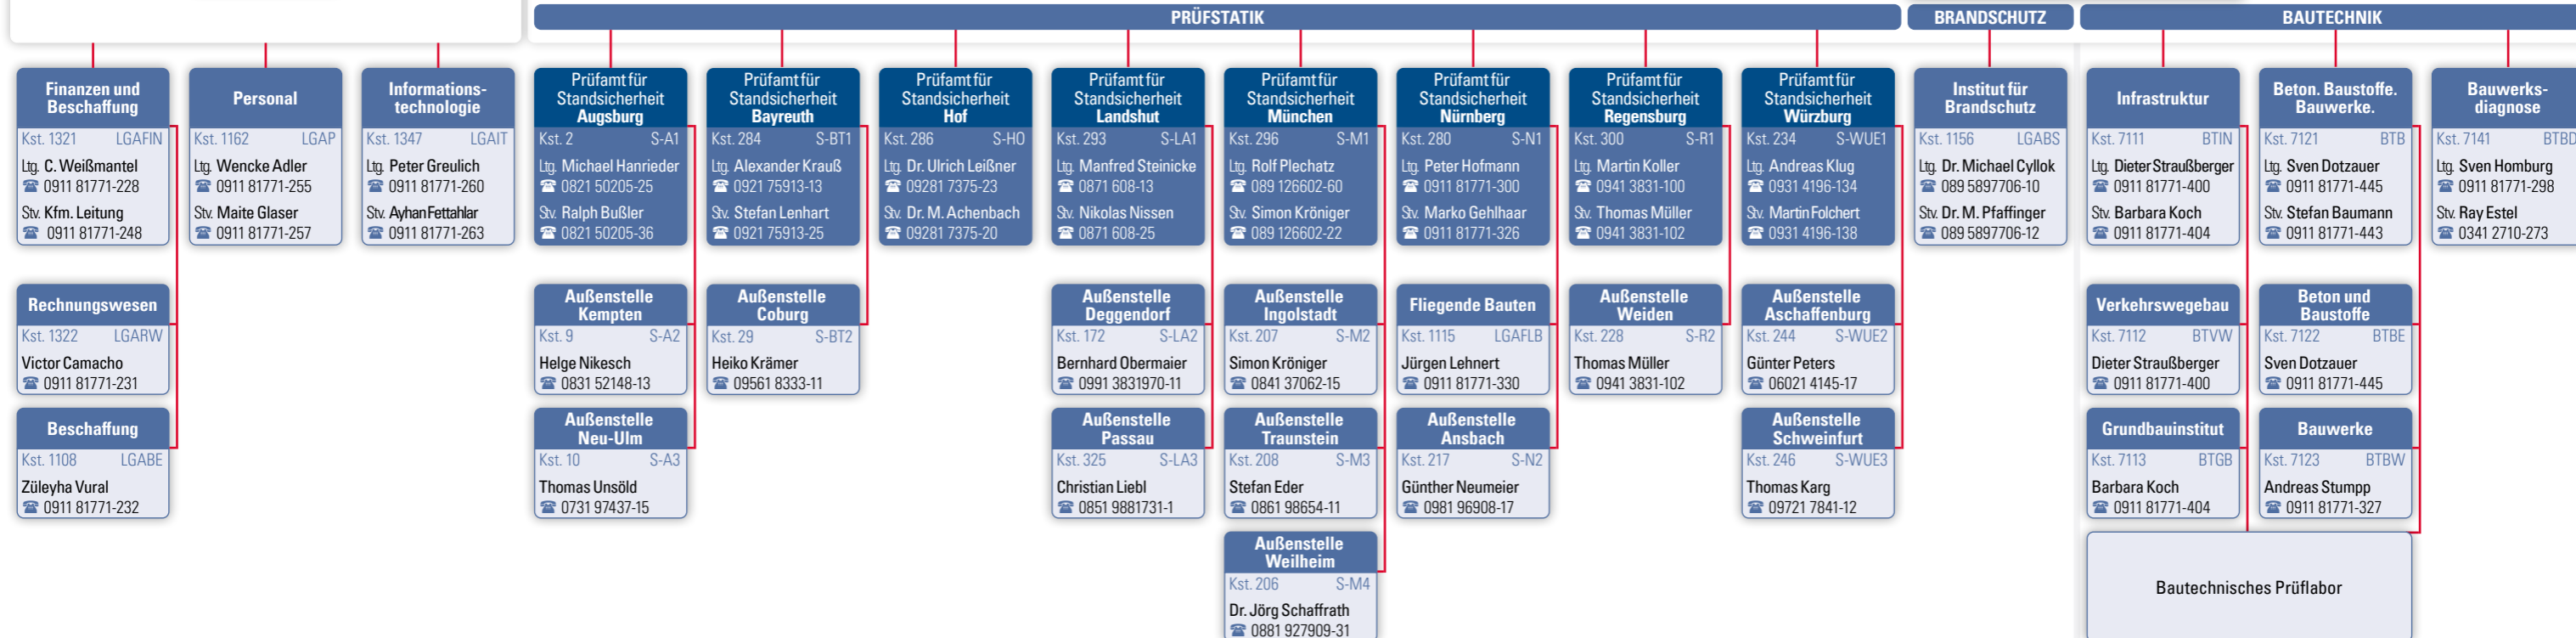 PRÜFSTATIK
BRANDSCHUTZ
BAUTECHNIK
Finanzen und
Beschaffung
Kst. 1321 LGAFIN
Ltg. C. Weißmantel
☎ 0911 81771-228
Stv. Kfm. Leitung
☎ 0911 81771-248
Rechnungswesen
Kst. 1322 LGARW
Victor Camacho
☎ 0911 81771-231
Beschaffung
Kst. 1108 LGABE
Züleyha Vural
☎ 0911 81771-232
Personal
Kst. 1162 LGAP
Ltg. Wencke Adler
☎ 0911 81771-255
Stv. Maite Glaser
☎ 0911 81771-257
Informations-
technologie
Kst. 1347 LGAIT
Ltg. Peter Greulich
☎ 0911 81771-260
Stv. Ayhan Fettahlar
☎ 0911 81771-263
Prüfamt für
Standsicherheit
Augsburg
Kst. 2 S-A1
Ltg. Michael Hanrieder
☎ 0821 50205-25
Stv. Ralph Bußler
☎ 0821 50205-36
Außenstelle
Kempten
Kst. 9 S-A2
Helge Nikesch
☎ 0831 52148-13
Außenstelle
Neu-Ulm
Kst. 10 S-A3
Thomas Unsöld
☎ 0731 97437-15
Prüfamt für
Standsicherheit
Bayreuth
Kst. 284 S-BT1
Ltg. Alexander Krauß
☎ 0921 75913-13
Stv. Stefan Lenhart
☎ 0921 75913-25
Außenstelle
Coburg
Kst. 29 S-BT2
Heiko Krämer
☎ 09561 8333-11
Prüfamt für
Standsicherheit
Hof
Kst. 286 S-HO
Ltg. Dr. Ulrich Leißner
☎ 09281 7375-23
Stv. Dr. M. Achenbach
☎ 09281 7375-20
Prüfamt für
Standsicherheit
Landshut
Kst. 293 S-LA1
Ltg. Manfred Steinicke
☎ 0871 608-13
Stv. Nikolas Nissen
☎ 0871 608-25
Außenstelle
Deggendorf
Kst. 172 S-LA2
Bernhard Obermaier
☎ 0991 3831970-11
Außenstelle
Passau
Kst. 325 S-LA3
Christian Liebl
☎ 0851 9881731-1
Prüfamt für
Standsicherheit
München
Kst. 296 S-M1
Ltg. Rolf Plechatz
☎ 089 126602-60
Stv. Simon Kröniger
☎ 089 126602-22
Außenstelle
Ingolstadt
Kst. 207 S-M2
Simon Kröniger
☎ 0841 37062-15
Außenstelle
Traunstein
Kst. 208 S-M3
Stefan Eder
☎ 0861 98654-11
Außenstelle
Weilheim
Kst. 206 S-M4
Dr. Jörg Schaffrath
☎ 0881 927909-31
Prüfamt für
Standsicherheit
Nürnberg
Kst. 280 S-N1
Ltg. Peter Hofmann
☎ 0911 81771-300
Stv. Marko Gehlhaar
☎ 0911 81771-326
Fliegende Bauten
Kst. 1115 LGAFLB
Jürgen Lehnert
☎ 0911 81771-330
Außenstelle
Ansbach
Kst. 217 S-N2
Günther Neumeier
☎ 0981 96908-17
Prüfamt für
Standsicherheit
Regensburg
Kst. 300 S-R1
Ltg. Martin Koller
☎ 0941 3831-100
Stv. Thomas Müller
☎ 0941 3831-102
Außenstelle
Weiden
Kst. 228 S-R2
Thomas Müller
☎ 0941 3831-102
Prüfamt für
Standsicherheit
Würzburg
Kst. 234 S-WUE1
Ltg. Andreas Klug
☎ 0931 4196-134
Stv. Martin Folchert
☎ 0931 4196-138
Außenstelle
Aschaffenburg
Kst. 244 S-WUE2
Günter Peters
☎ 06021 4145-17
Außenstelle
Schweinfurt
Kst. 246 S-WUE3
Thomas Karg
☎ 09721 7841-12
Institut für
Brandschutz
Kst. 1156 LGABS
Ltg. Dr. Michael Cyllok
☎ 089 5897706-10
Stv. Dr. M. Pfaffinger
☎ 089 5897706-12
Infrastruktur
Kst. 7111 BTIN
Ltg. Dieter Straußberger
☎ 0911 81771-400
Stv. Barbara Koch
☎ 0911 81771-404
Verkehrswegebau
Kst. 7112 BTVW
Dieter Straußberger
☎ 0911 81771-400
Grundbauinstitut
Kst. 7113 BTGB
Barbara Koch
☎ 0911 81771-404
Beton. Baustoffe.
Bauwerke.
Kst. 7121 BTB
Ltg. Sven Dotzauer
☎ 0911 81771-445
Stv. Stefan Baumann
☎ 0911 81771-443
Beton und
Baustoffe
Kst. 7122 BTBE
Sven Dotzauer
☎ 0911 81771-445
Bauwerke
Kst. 7123 BTBW
Andreas Stumpp
☎ 0911 81771-327
Bautechnisches Prüflabor
Bauwerks-
diagnose
Kst. 7141 BTBD
Ltg. Sven Homburg
☎ 0911 81771-298
Stv. Ray Estel
☎ 0341 2710-273